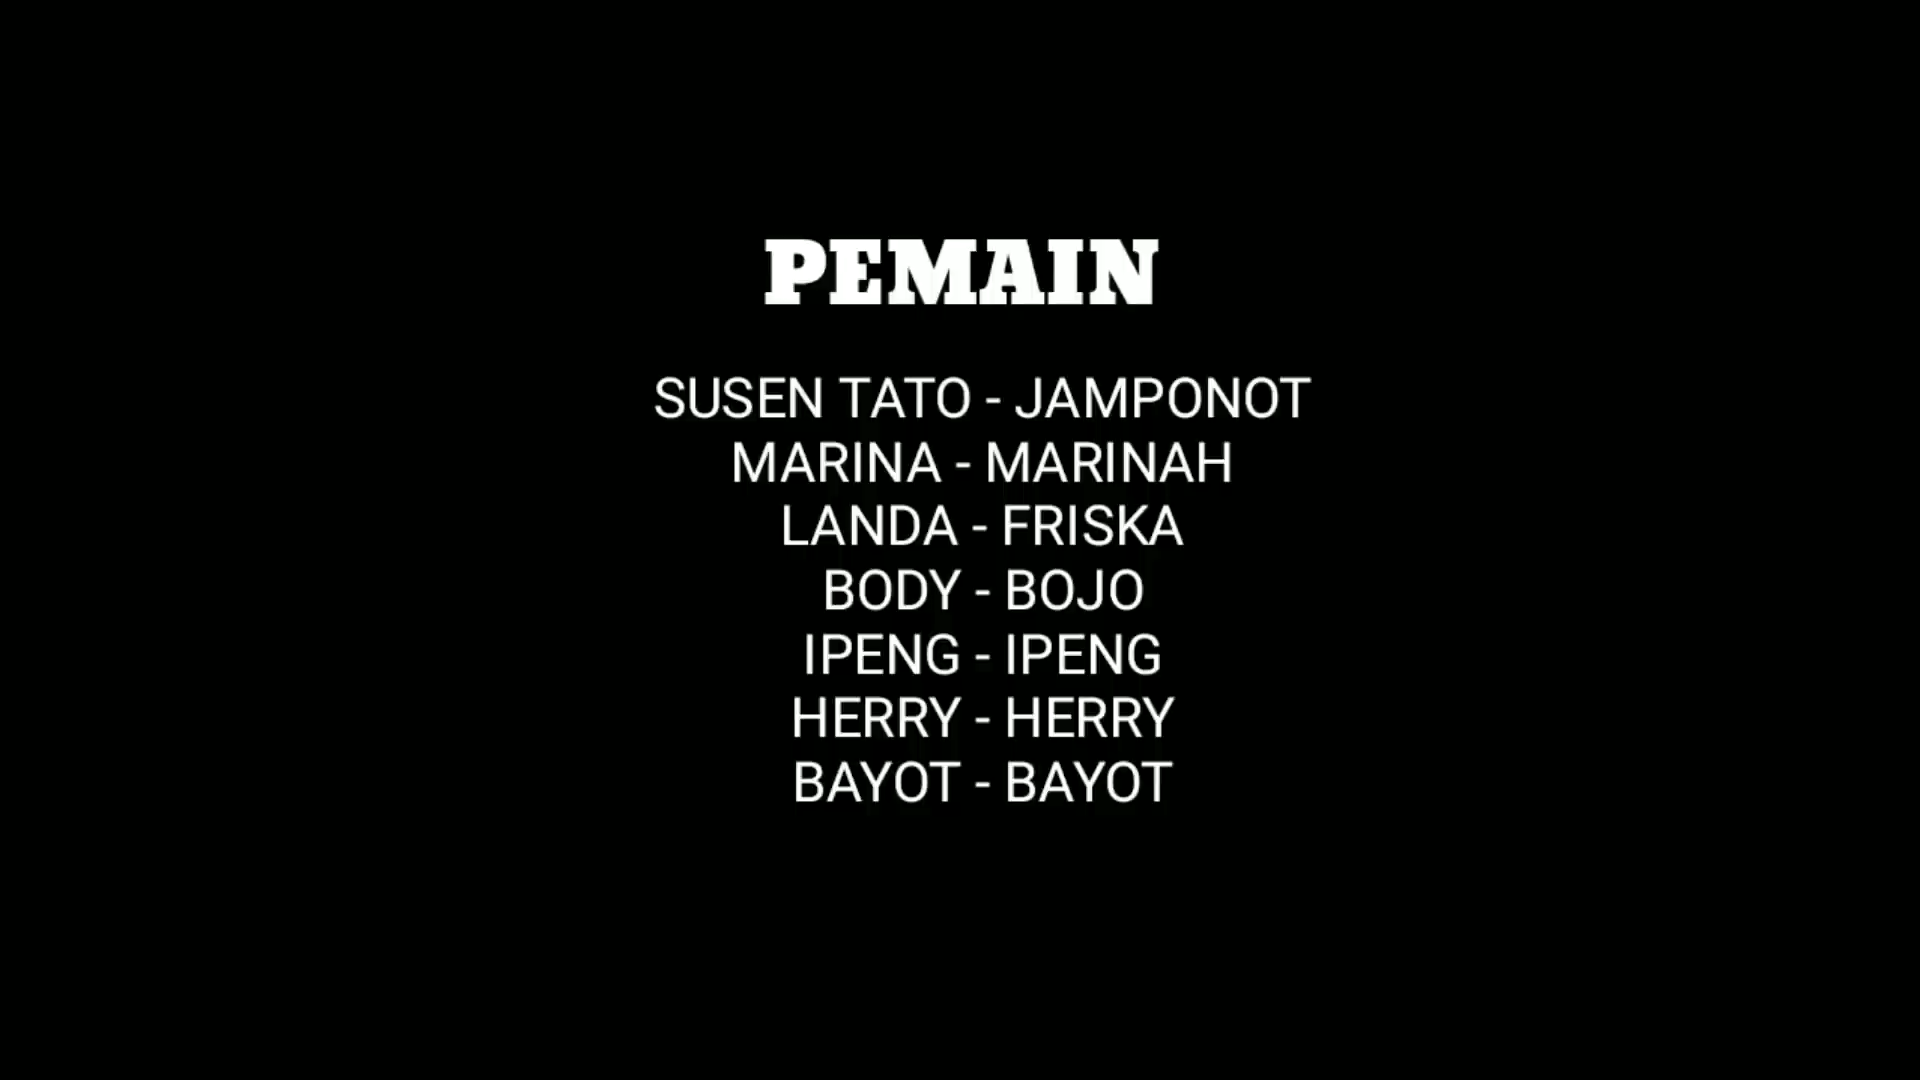 PEMAIN
SUSEN TATO - JAMPONOT
MARINA - MARINAH
LANDA - FRISKA
BODY - BOJO
IPENG - IPENG
HERRY - HERRY
BAYOT - BAYOT